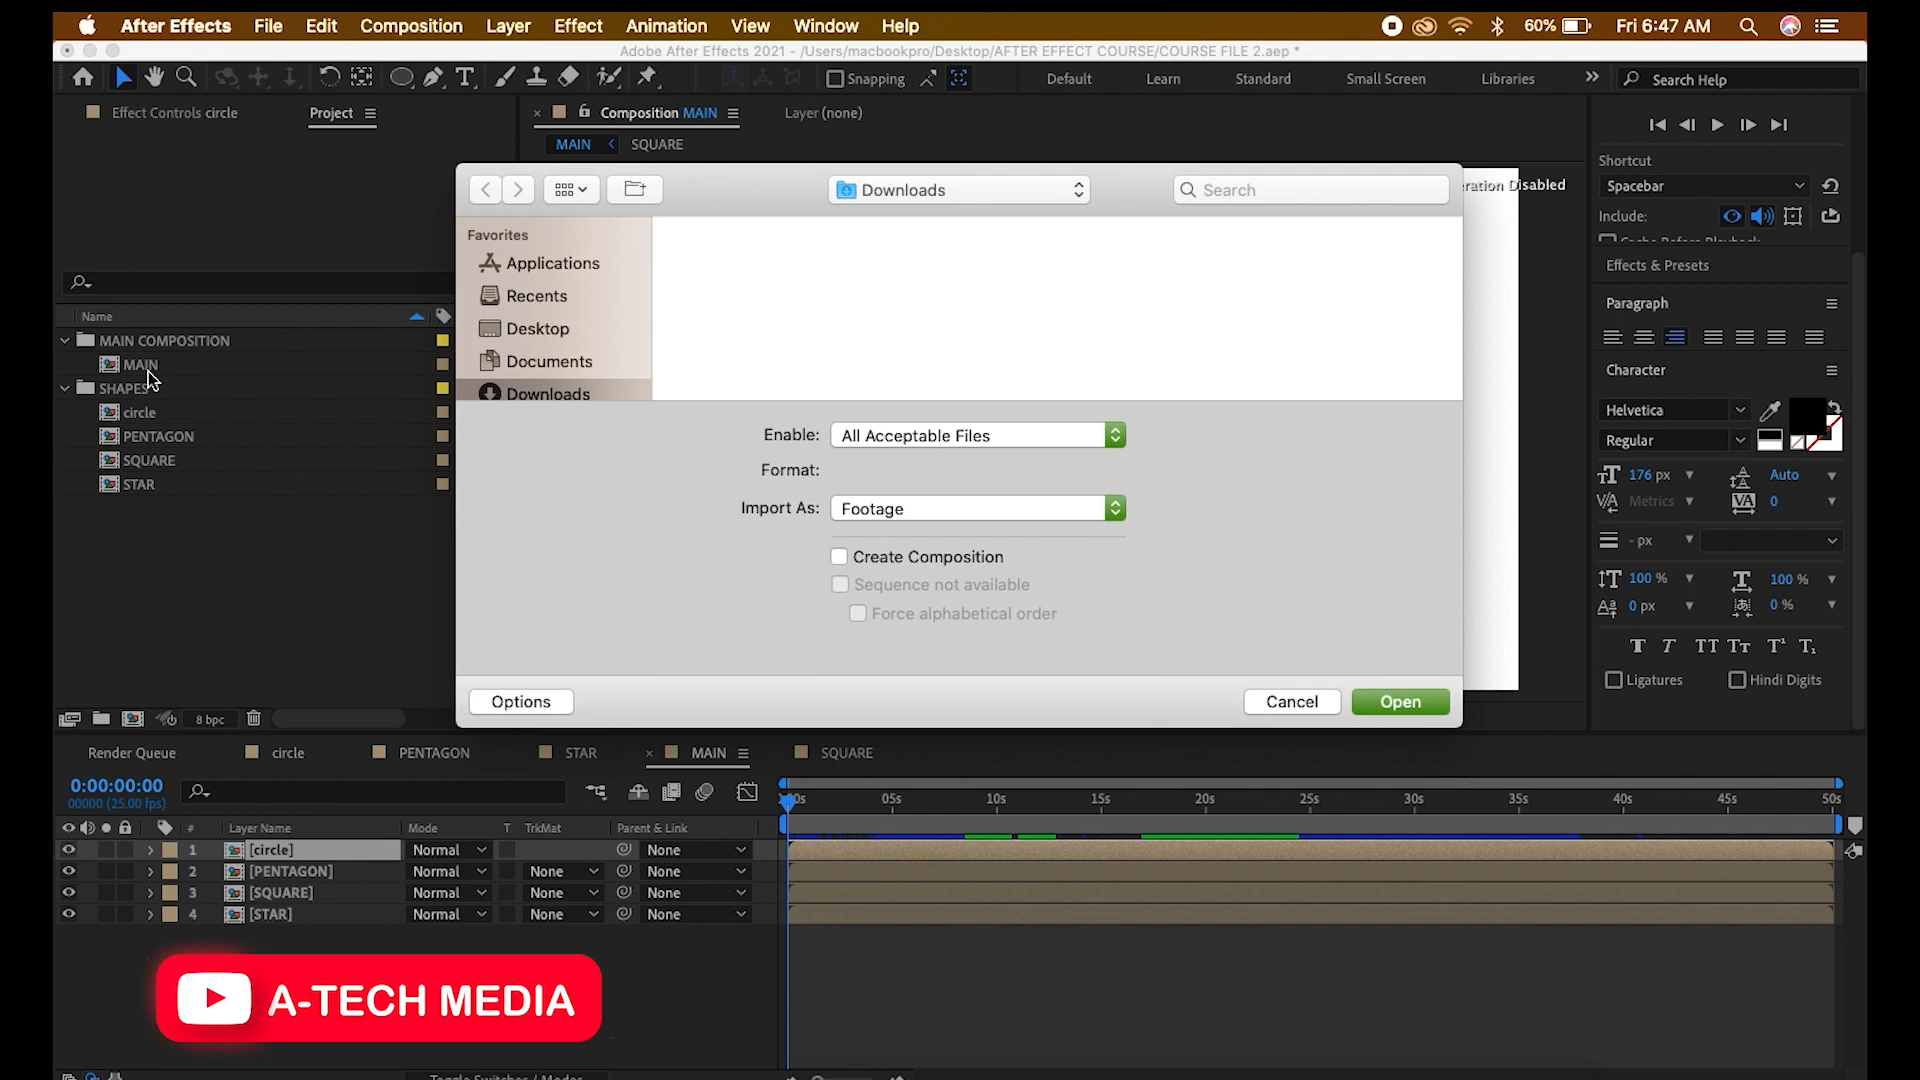 After Effects File Edit Composition Layer Effect Animation View Window Help 60% Fri 6:47 AM
Adobe After Effects 2021 - /Users/macbookpro/Desktop/AFTER EFFECT COURSE/COURSE FILE 2.aep *
Snapping Default Learn Standard Small Screen Libraries Search Help
Effect Controls circle Project Composition MAIN Layer (none)
MAIN SQUARE
Downloads Search
eration Disabled
Shortcut
Spacebar
Include:
Cache Before Playback
Effects & Presets
Paragraph
Character
Helvetica
Regular
176 px Auto
Metrics 0
- px
100 % 100 %
0 px 0 %
Ligatures Hindi Digits
Favorites
Applications
Recents
Desktop
Documents
Downloads
Enable: All Acceptable Files
Format:
Import As: Footage
Create Composition
Sequence not available
Force alphabetical order
Options Cancel Open
Name
MAIN COMPOSITION
MAIN
SHAPES
circle
PENTAGON
SQUARE
STAR
8 bpc
Render Queue circle PENTAGON STAR MAIN SQUARE
0:00:00:00
00000 (25.00 fps)
05s 10s 15s 20s 25s 30s 35s 40s 45s 50s
# Layer Name Mode T TrkMat Parent & Link
1 [circle] Normal None
2 [PENTAGON] Normal None None
3 [SQUARE] Normal None None
4 [STAR] Normal None None
A-TECH MEDIA
Toggle Switches / Modes